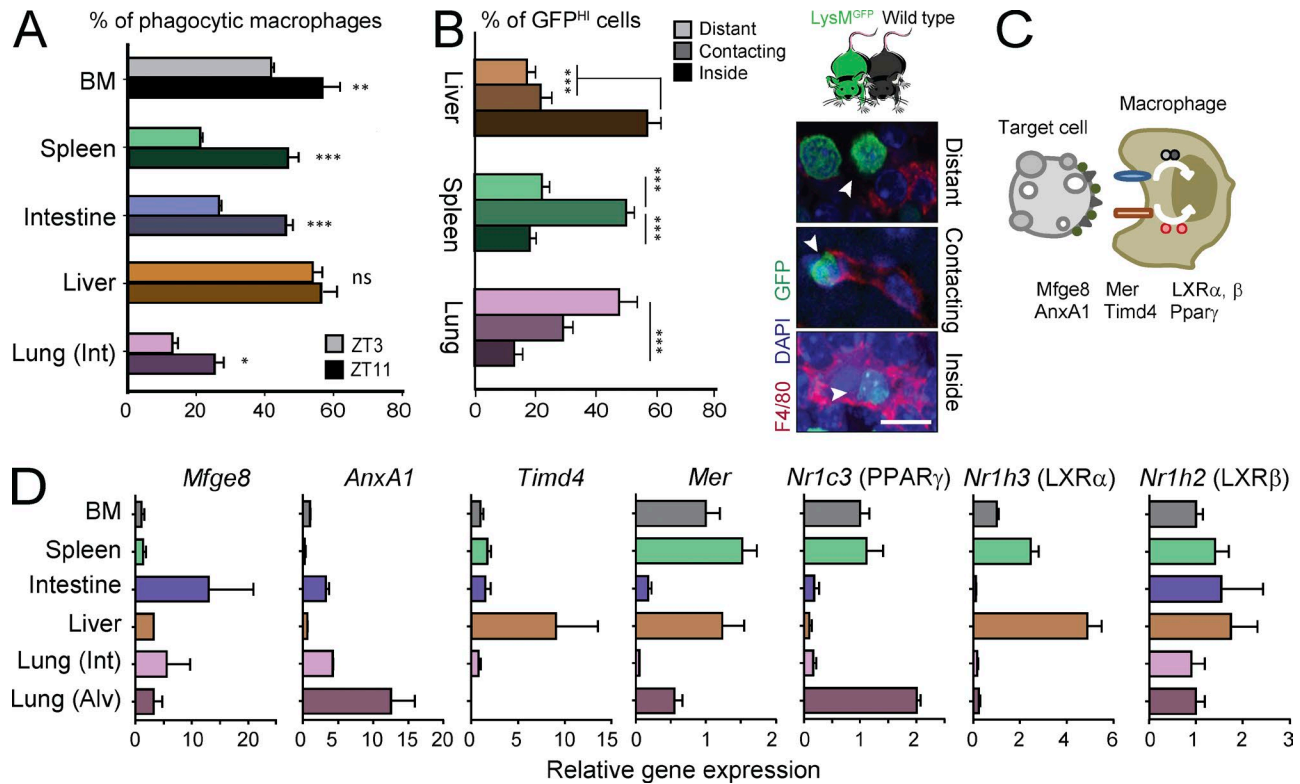 A
% of phagocytic macrophages
BM
**
Spleen
***
Intestine
***
Liver
ns
Lung (Int)
*
ZT3
ZT11
0 20 40 60 80
B
% of GFPHI cells
Distant
Contacting
Inside
Liver
***
Spleen
***
***
Lung
***
0 20 40 60 80
LysMGFP Wild type
Distant
Contacting
Inside
F4/80 DAPI GFP
C
Macrophage
Target cell
Mfge8 Mer LXRα, β
AnxA1 Timd4 Pparγ
D
Mfge8 AnxA1 Timd4 Mer Nr1c3 (PPARγ) Nr1h3 (LXRα) Nr1h2 (LXRβ)
BM
Spleen
Intestine
Liver
Lung (Int)
Lung (Alv)
0 5 10 15 20 25 0 5 10 15 20 0 5 10 15 0 1 2 0 1 2 0 2 4 6 0 1 2 3
Relative gene expression